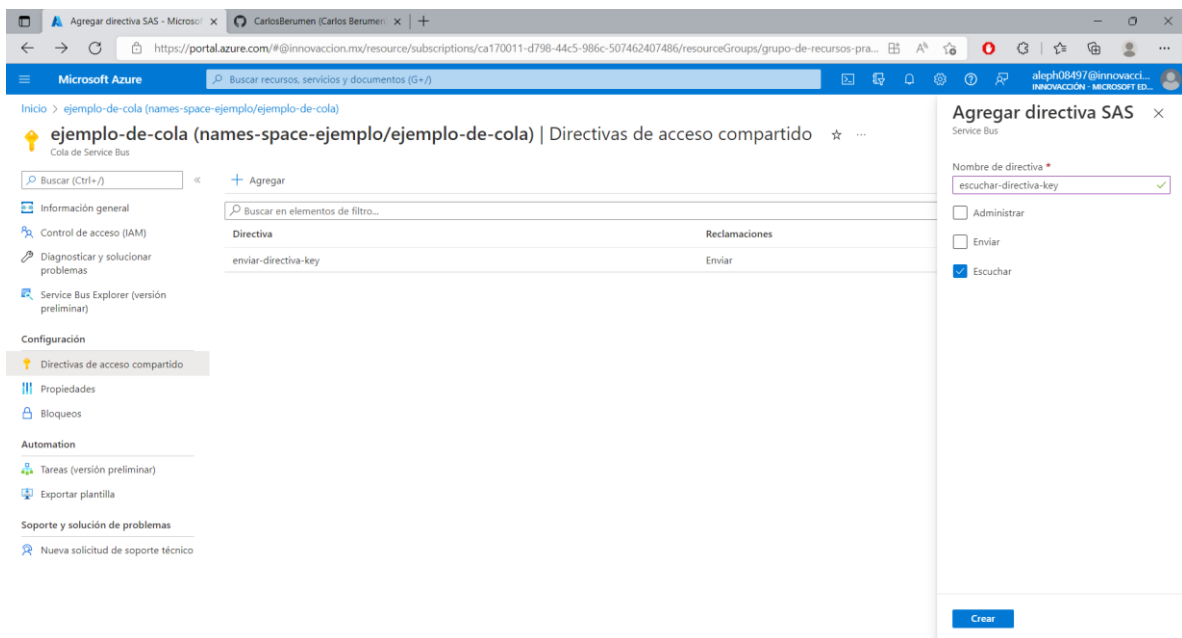 Agregar directiva SAS - Microsof
CarlosBerumen (Carlos Berumen
https://portal.azure.com/#@innovaccion.mx/resource/subscriptions/ca170011-d798-44c5-986c-507462407486/resourceGroups/grupo-de-recursos-pra...
Microsoft Azure
Buscar recursos, servicios y documentos (G+/)
aleph08497@innovacci...
INNOVACCIÓN - MICROSOFT ED...
Inicio > ejemplo-de-cola (names-space-ejemplo/ejemplo-de-cola)
ejemplo-de-cola (names-space-ejemplo/ejemplo-de-cola) | Directivas de acceso compartido
Cola de Service Bus
Buscar (Ctrl+/)
Información general
Control de acceso (IAM)
Diagnosticar y solucionar
problemas
Service Bus Explorer (versión
preliminar)
Configuración
Directivas de acceso compartido
Propiedades
Bloqueos
Automation
Tareas (versión preliminar)
Exportar plantilla
Soporte y solución de problemas
Nueva solicitud de soporte técnico
Agregar
Buscar en elementos de filtro...
Directiva Reclamaciones
enviar-directiva-key Enviar
Agregar directiva SAS
Service Bus
Nombre de directiva *
escuchar-directiva-key
Administrar
Enviar
Escuchar
Crear